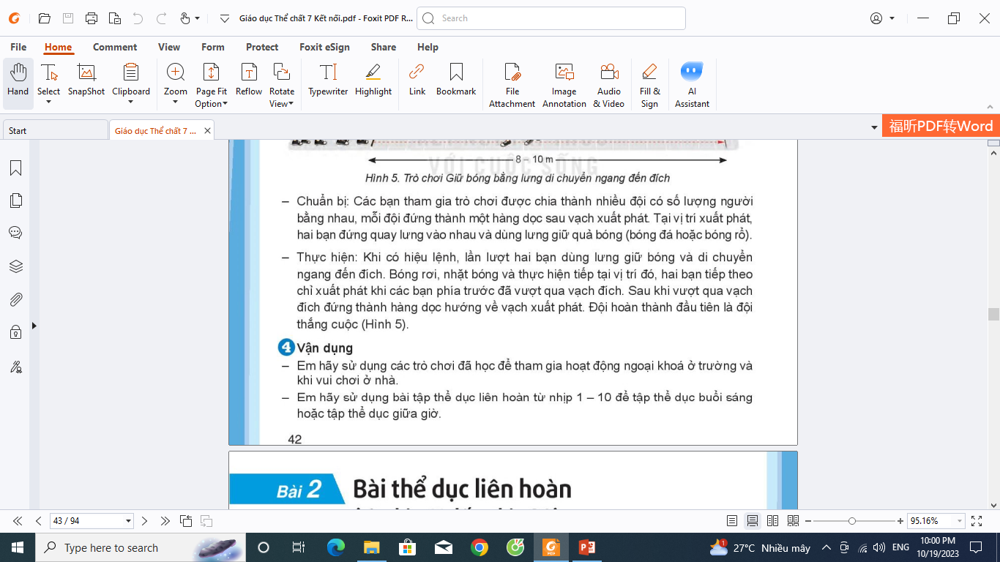 Giáo dục Thể chất 7 Kết nối.pdf - Foxit PDF R...
Search
File Home Comment View Form Protect Foxit eSign Share Help
Hand Select SnapShot Clipboard Zoom Page Fit Option Reflow Rotate View Typewriter Highlight Link Bookmark File Attachment Image Annotation Audio & Video Fill & Sign AI Assistant
Start
Giáo dục Thể chất 7 ...
福昕PDF转Word
8 – 10 m
VỚI CUỘC SỐNG
Hình 5. Trò chơi Giữ bóng bằng lưng di chuyển ngang đến đích
– Chuẩn bị: Các bạn tham gia trò chơi được chia thành nhiều đội có số lượng người
bằng nhau, mỗi đội đứng thành một hàng dọc sau vạch xuất phát. Tại vị trí xuất phát,
hai bạn đứng quay lưng vào nhau và dùng lưng giữ quả bóng (bóng đá hoặc bóng rổ).
– Thực hiện: Khi có hiệu lệnh, lần lượt hai bạn dùng lưng giữ bóng và di chuyển
ngang đến đích. Bóng rơi, nhặt bóng và thực hiện tiếp tại vị trí đó, hai bạn tiếp theo
chỉ xuất phát khi các bạn phía trước đã vượt qua vạch đích. Sau khi vượt qua vạch
đích đứng thành hàng dọc hướng về vạch xuất phát. Đội hoàn thành đầu tiên là đội
thắng cuộc (Hình 5).
4 Vận dụng
– Em hãy sử dụng các trò chơi đã học để tham gia hoạt động ngoại khoá ở trường và
khi vui chơi ở nhà.
– Em hãy sử dụng bài tập thể dục liên hoàn từ nhịp 1 – 10 để tập thể dục buổi sáng
hoặc tập thể dục giữa giờ.
42
Bài 2 Bài thể dục liên hoàn
43 / 94
95.16%
Type here to search
1
27°C Nhiều mây
ENG
10:00 PM
10/19/2023